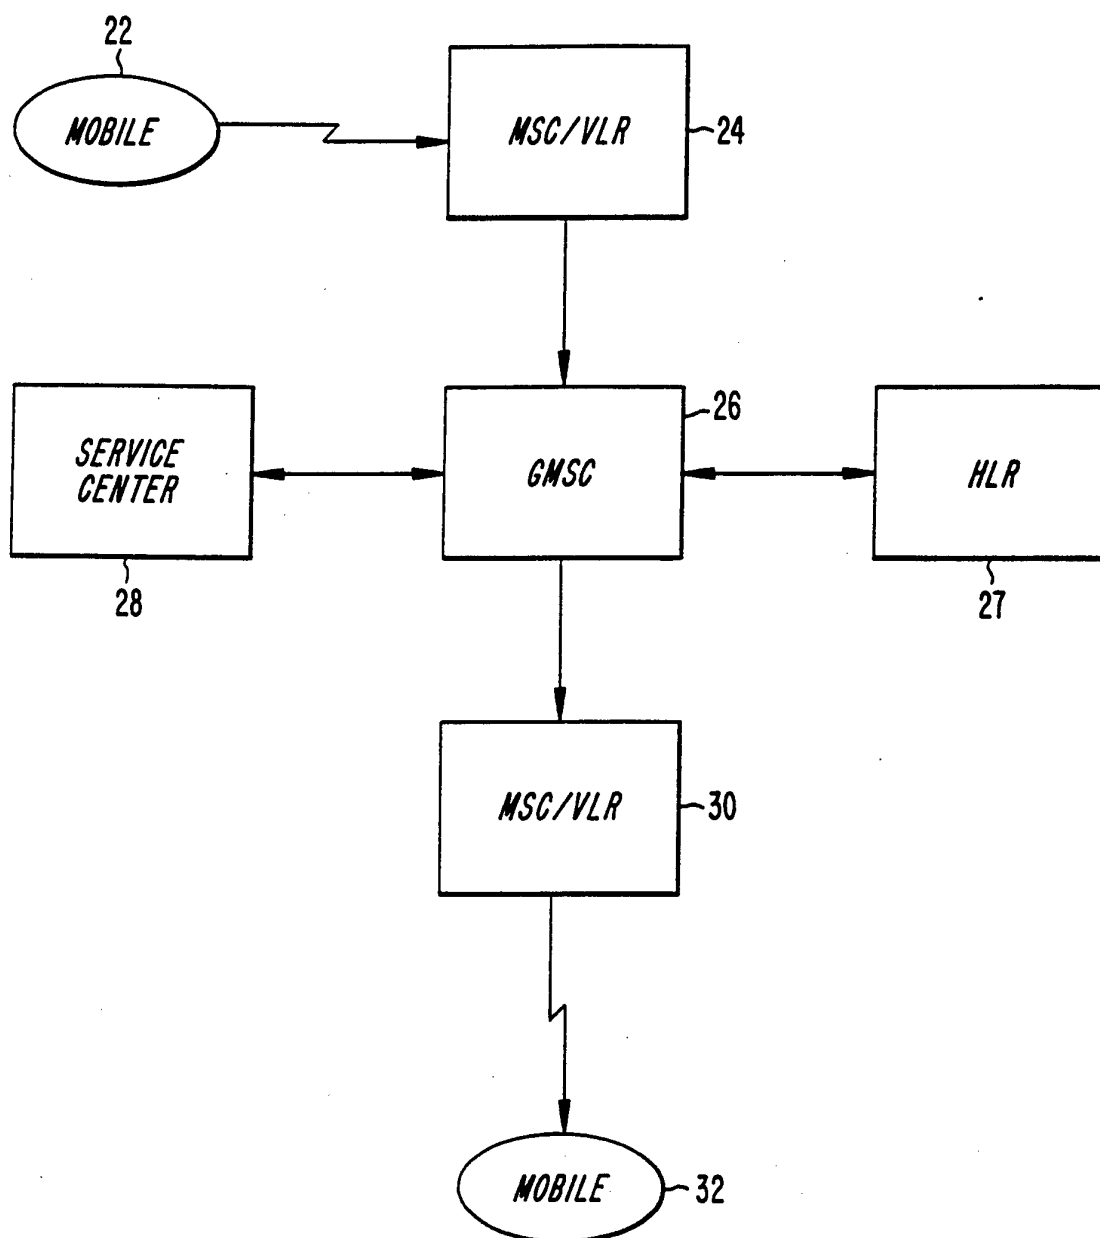 22
MOBILE
MSC/VLR
24
26
SERVICE
CENTER
GMSC
HLR
28
27
MSC/VLR
30
MOBILE
32